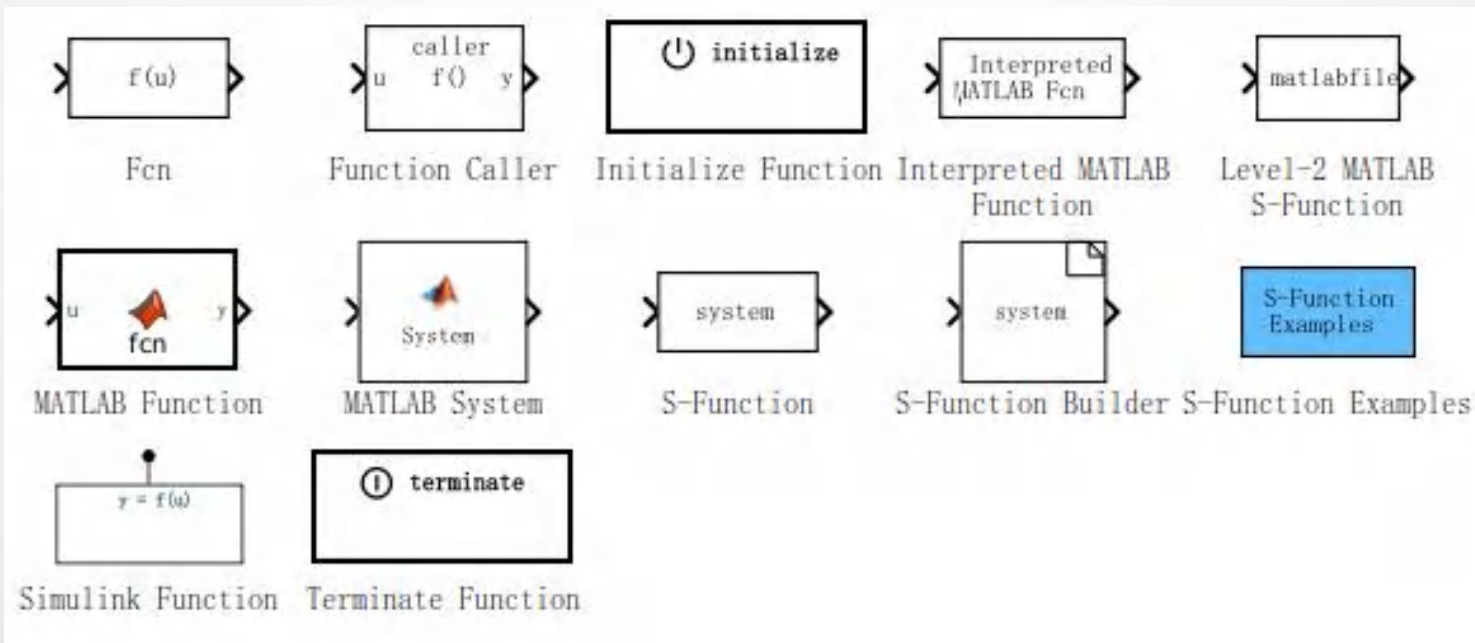 f(u)
caller
u f() y
initialize
Interpreted
MATLAB Fcn
matlabfile
Fcn
Function Caller
Initialize Function
Interpreted MATLAB
Function
Level-2 MATLAB
S-Function
u y
fcn
System
system
system
S-Function
Examples
MATLAB Function
MATLAB System
S-Function
S-Function Builder
S-Function Examples
y = f(u)
terminate
Simulink Function
Terminate Function